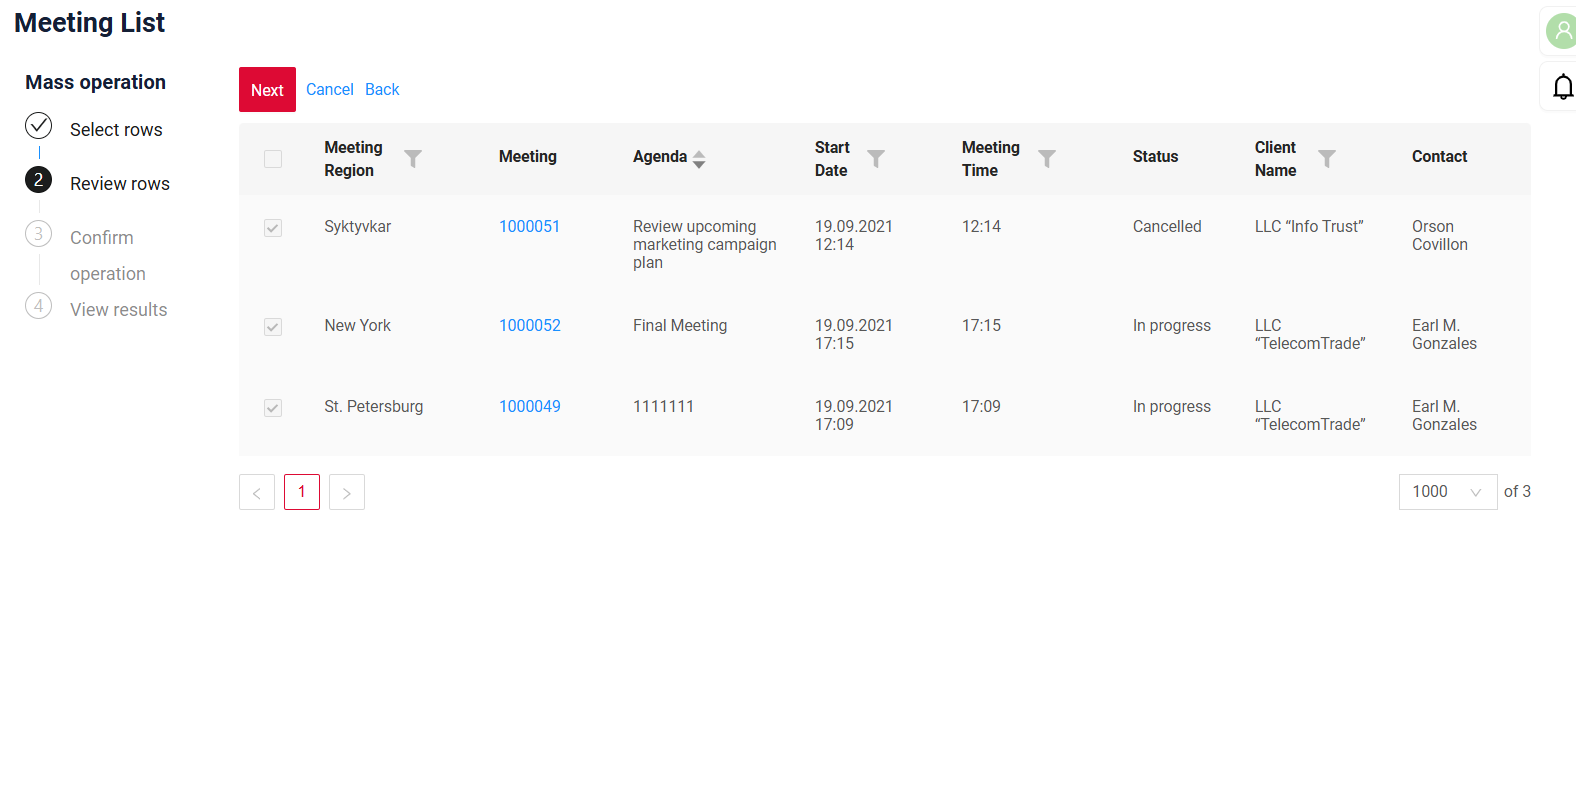 Meeting List
Mass operation
Select rows
2 Review rows
3 Confirm
operation
4 View results
Next Cancel Back
Meeting Region Meeting Agenda Start Date Meeting Time Status Client Name Contact
Syktyvkar 1000051 Review upcoming 19.09.2021 12:14 Cancelled LLC “Info Trust” Orson
marketing campaign 12:14 Covillon
plan
New York 1000052 Final Meeting 19.09.2021 17:15 In progress LLC Earl M.
17:15 “TelecomTrade” Gonzales
St. Petersburg 1000049 1111111 19.09.2021 17:09 In progress LLC Earl M.
17:09 “TelecomTrade” Gonzales
< 1 > 1000 of 3